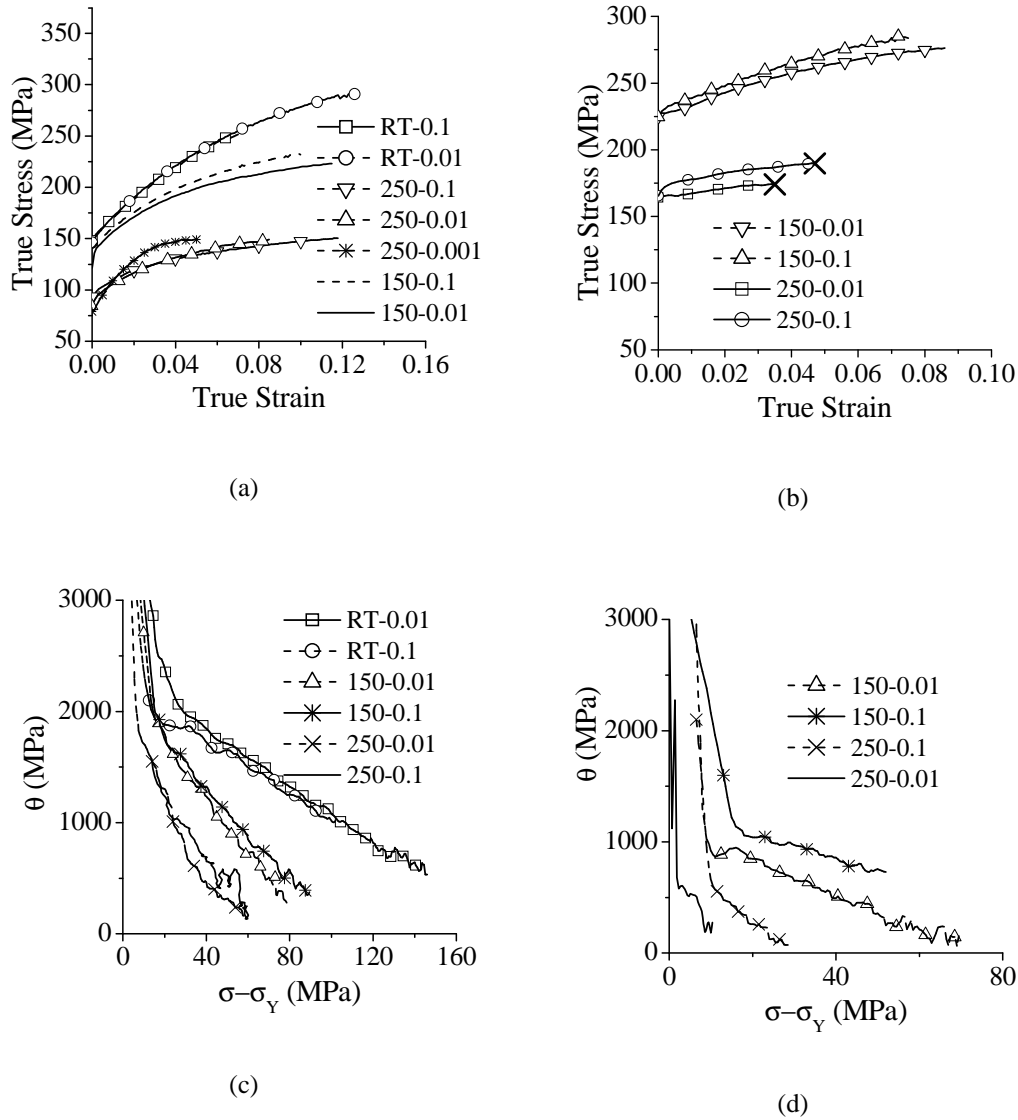 350
300
250
200
150
100
50
0.00 0.04 0.08 0.12 0.16
True Stress (MPa)
True Strain
RT-0.1
RT-0.01
250-0.1
250-0.01
250-0.001
150-0.1
150-0.01
(a)
300
250
200
150
100
50
0.00 0.02 0.04 0.06 0.08 0.10
True Stress (MPa)
True Strain
150-0.01
150-0.1
250-0.01
250-0.1
(b)
3000
2000
1000
0
0 40 80 120 160
θ (MPa)
σ−σY (MPa)
RT-0.01
RT-0.1
150-0.01
150-0.1
250-0.01
250-0.1
(c)
3000
2000
1000
0
0 40 80
θ (MPa)
σ−σY (MPa)
150-0.01
150-0.1
250-0.1
250-0.01
(d)